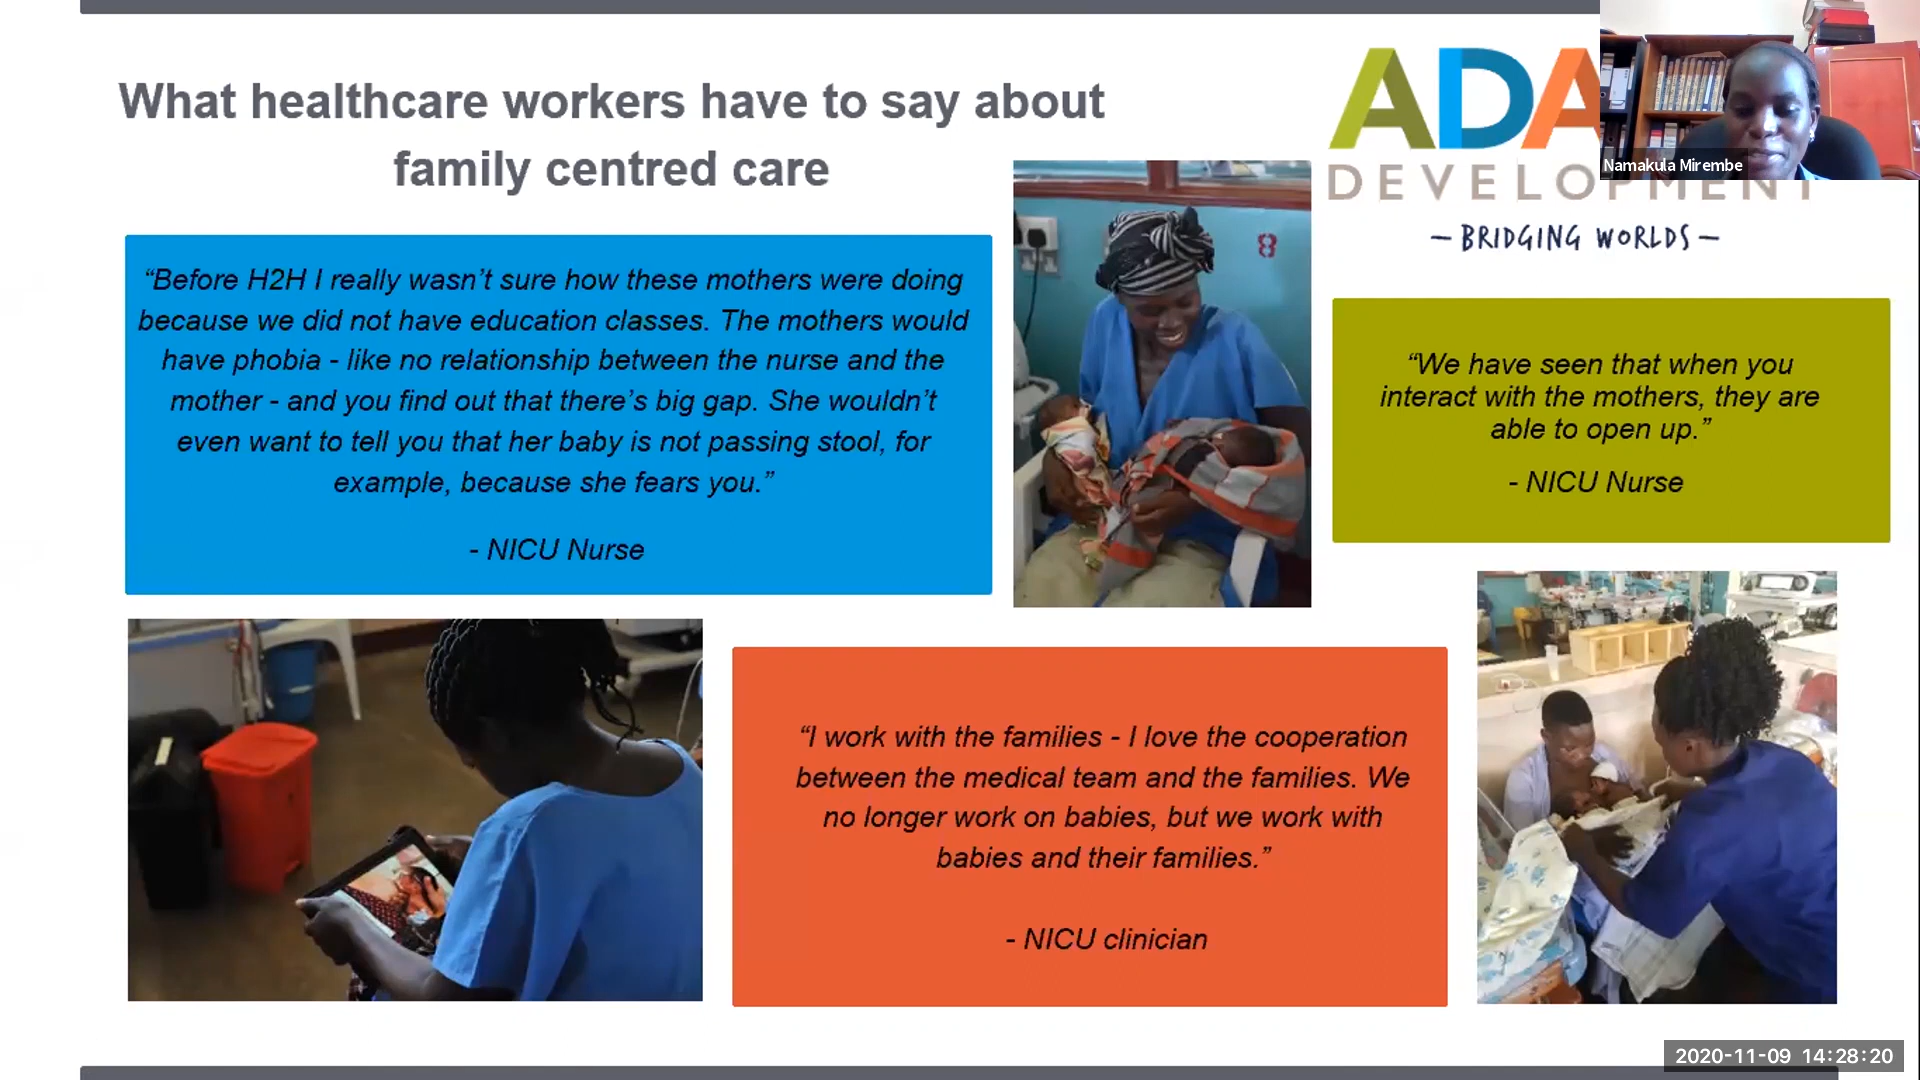 What healthcare workers have to say about
family centred care
ADA
DEVELOPMENT
– BRIDGING WORLDS –
Namakula Mirembe
“Before H2H I really wasn’t sure how these mothers were doing
because we did not have education classes. The mothers would
have phobia - like no relationship between the nurse and the
mother - and you find out that there’s big gap. She wouldn’t
even want to tell you that her baby is not passing stool, for
example, because she fears you.”
- NICU Nurse
8
“We have seen that when you
interact with the mothers, they are
able to open up.”
- NICU Nurse
“I work with the families - I love the cooperation
between the medical team and the families. We
no longer work on babies, but we work with
babies and their families.”
- NICU clinician
2020-11-09 14:28:20